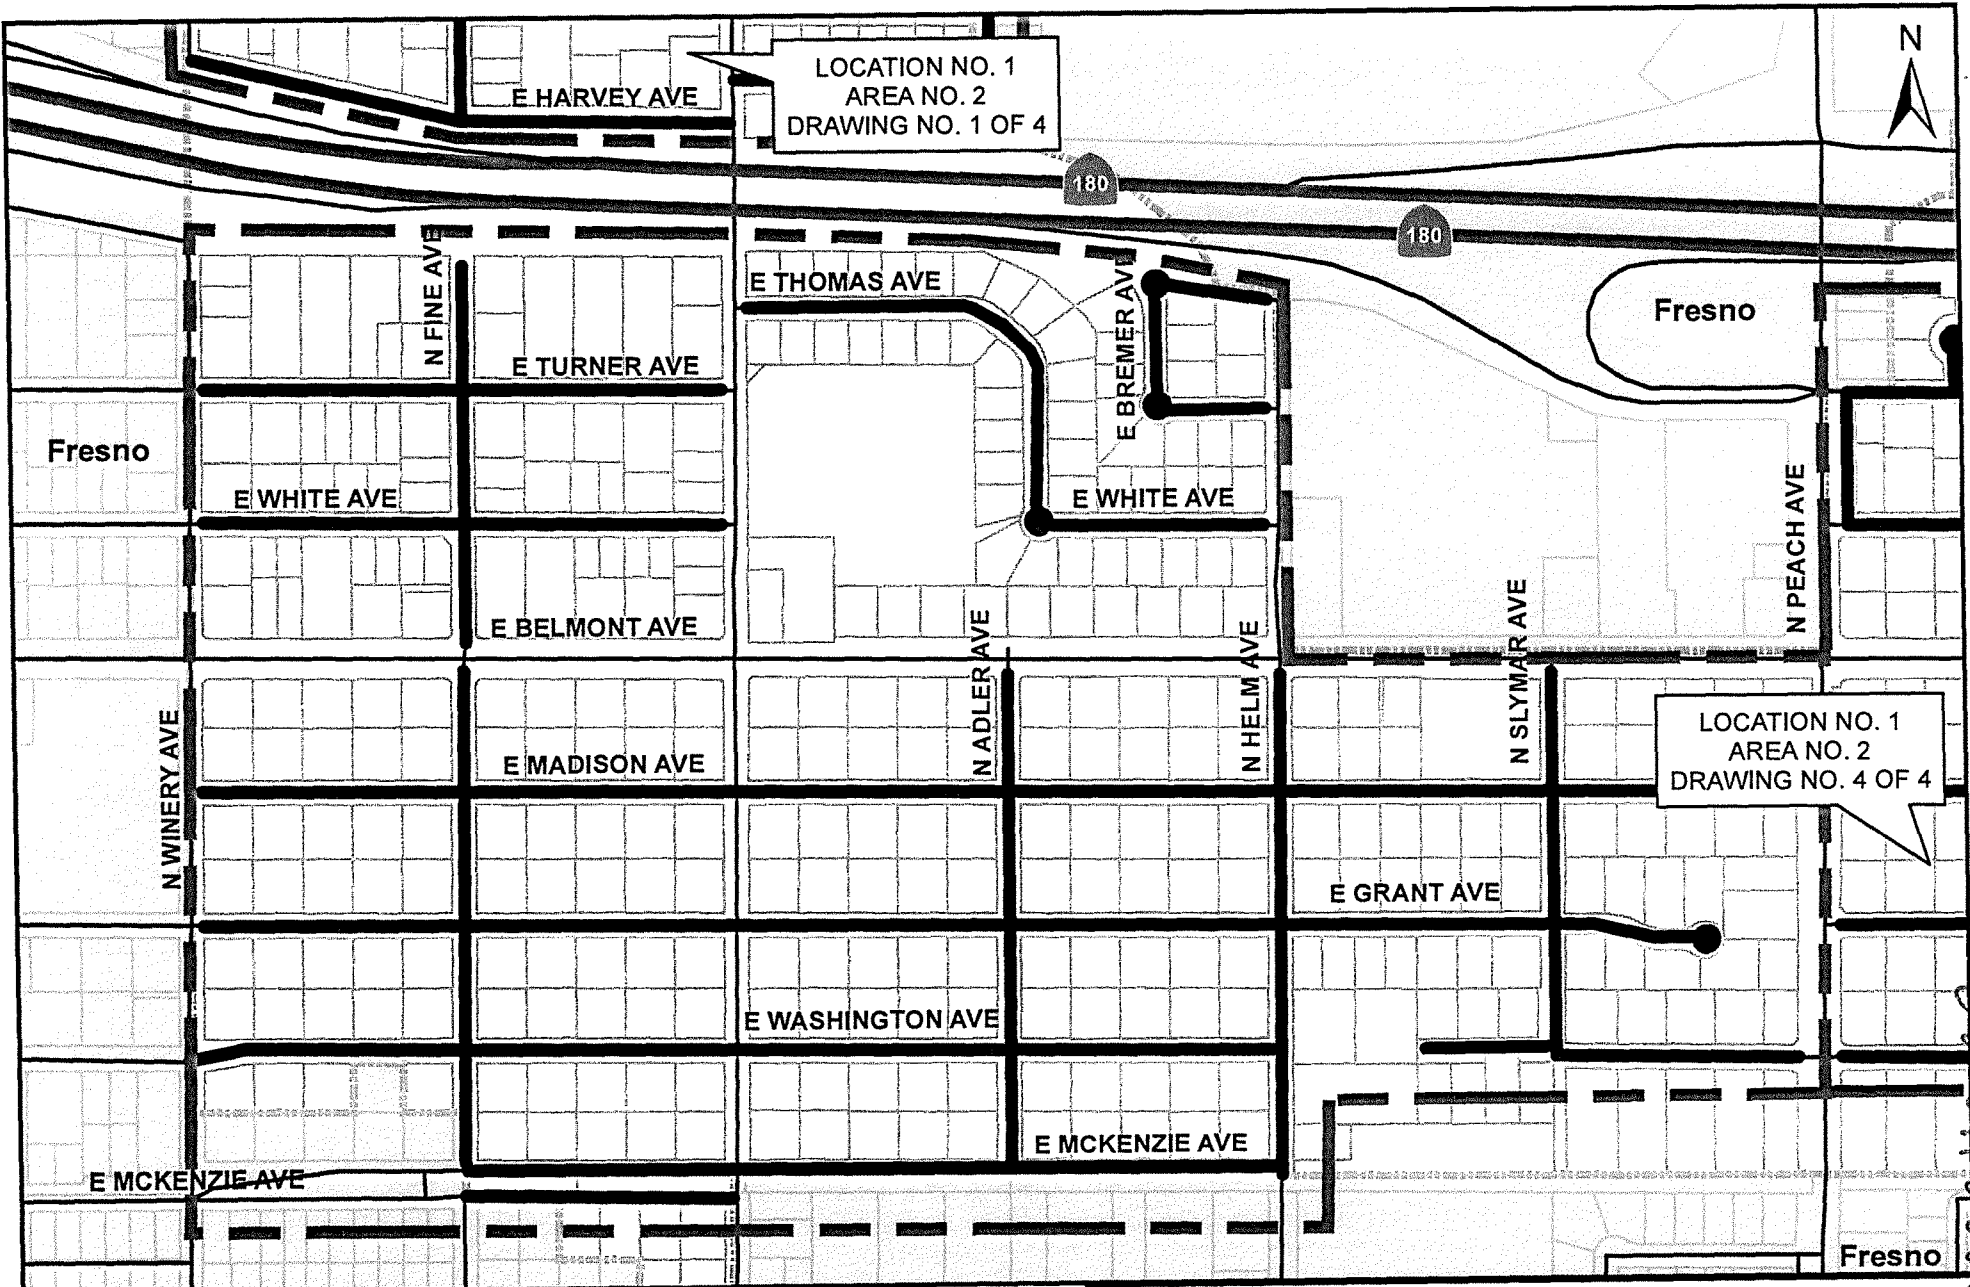 N
LOCATION NO. 1
AREA NO. 2
DRAWING NO. 1 OF 4
E HARVEY AVE
180
180
N FINE AVE
E THOMAS AVE
E BREMER AVE
Fresno
E TURNER AVE
Fresno
E WHITE AVE
E WHITE AVE
N PEACH AVE
E BELMONT AVE
N ADLER AVE
N HELM AVE
N SLYMAR AVE
N WINERY AVE
LOCATION NO. 1
AREA NO. 2
DRAWING NO. 4 OF 4
E MADISON AVE
E GRANT AVE
E WASHINGTON AVE
E MCKENZIE AVE
E MCKENZIE AVE
Fresno